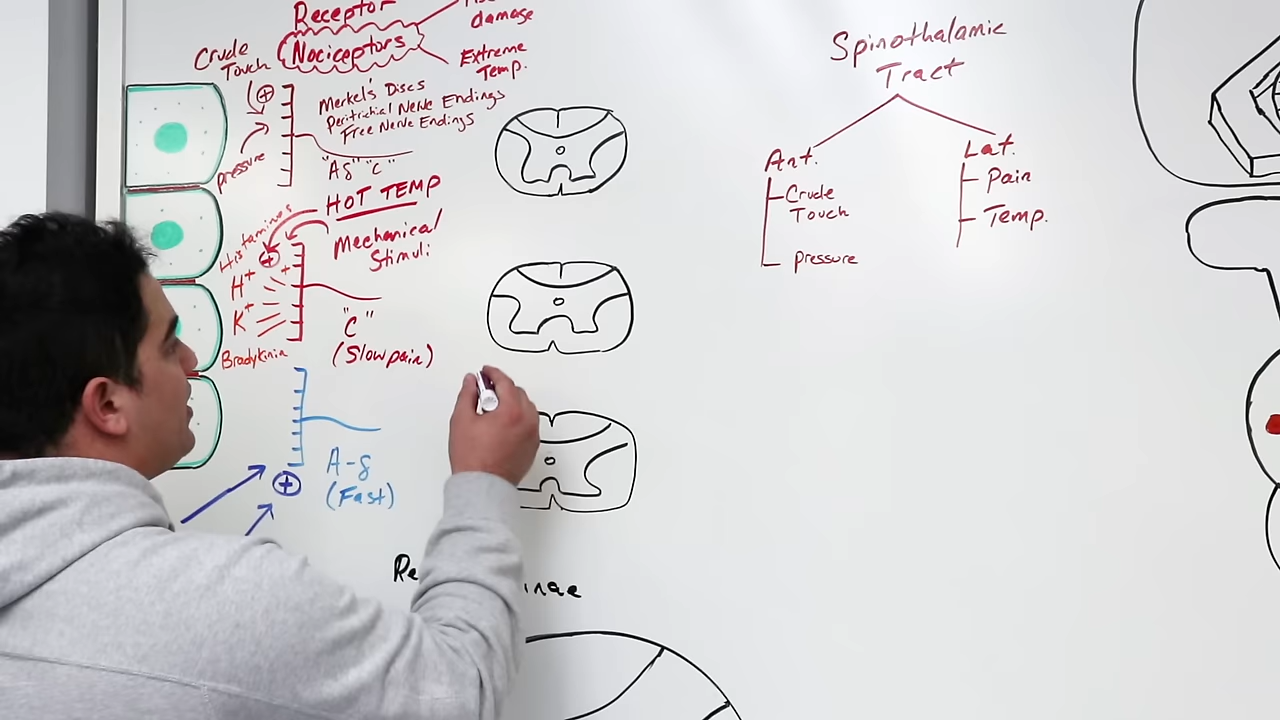 Receptor
damage
Nociceptors
Extreme
Temp.
Crude
Touch
+
Merkel's Discs
Peritrichial Nerve Endings
Free Nerve Endings
pressure
"Aδ" "C"
HOT TEMP
Mechanical
Stimuli
Histamines
+
+
H+
K+
Bradykinin
"C"
(Slow pain)
A-δ
(Fast)
+
Spinothalamic
Tract
Ant.
Crude
Touch
pressure
Lat.
Pain
Temp.